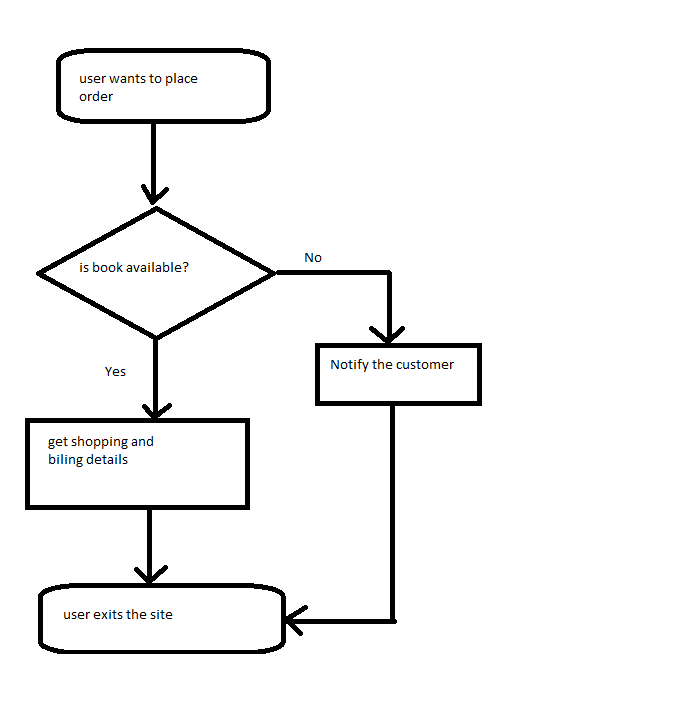 user wants to place
order
is book available?
No
Notify the customer
Yes
get shopping and
biling details
user exits the site